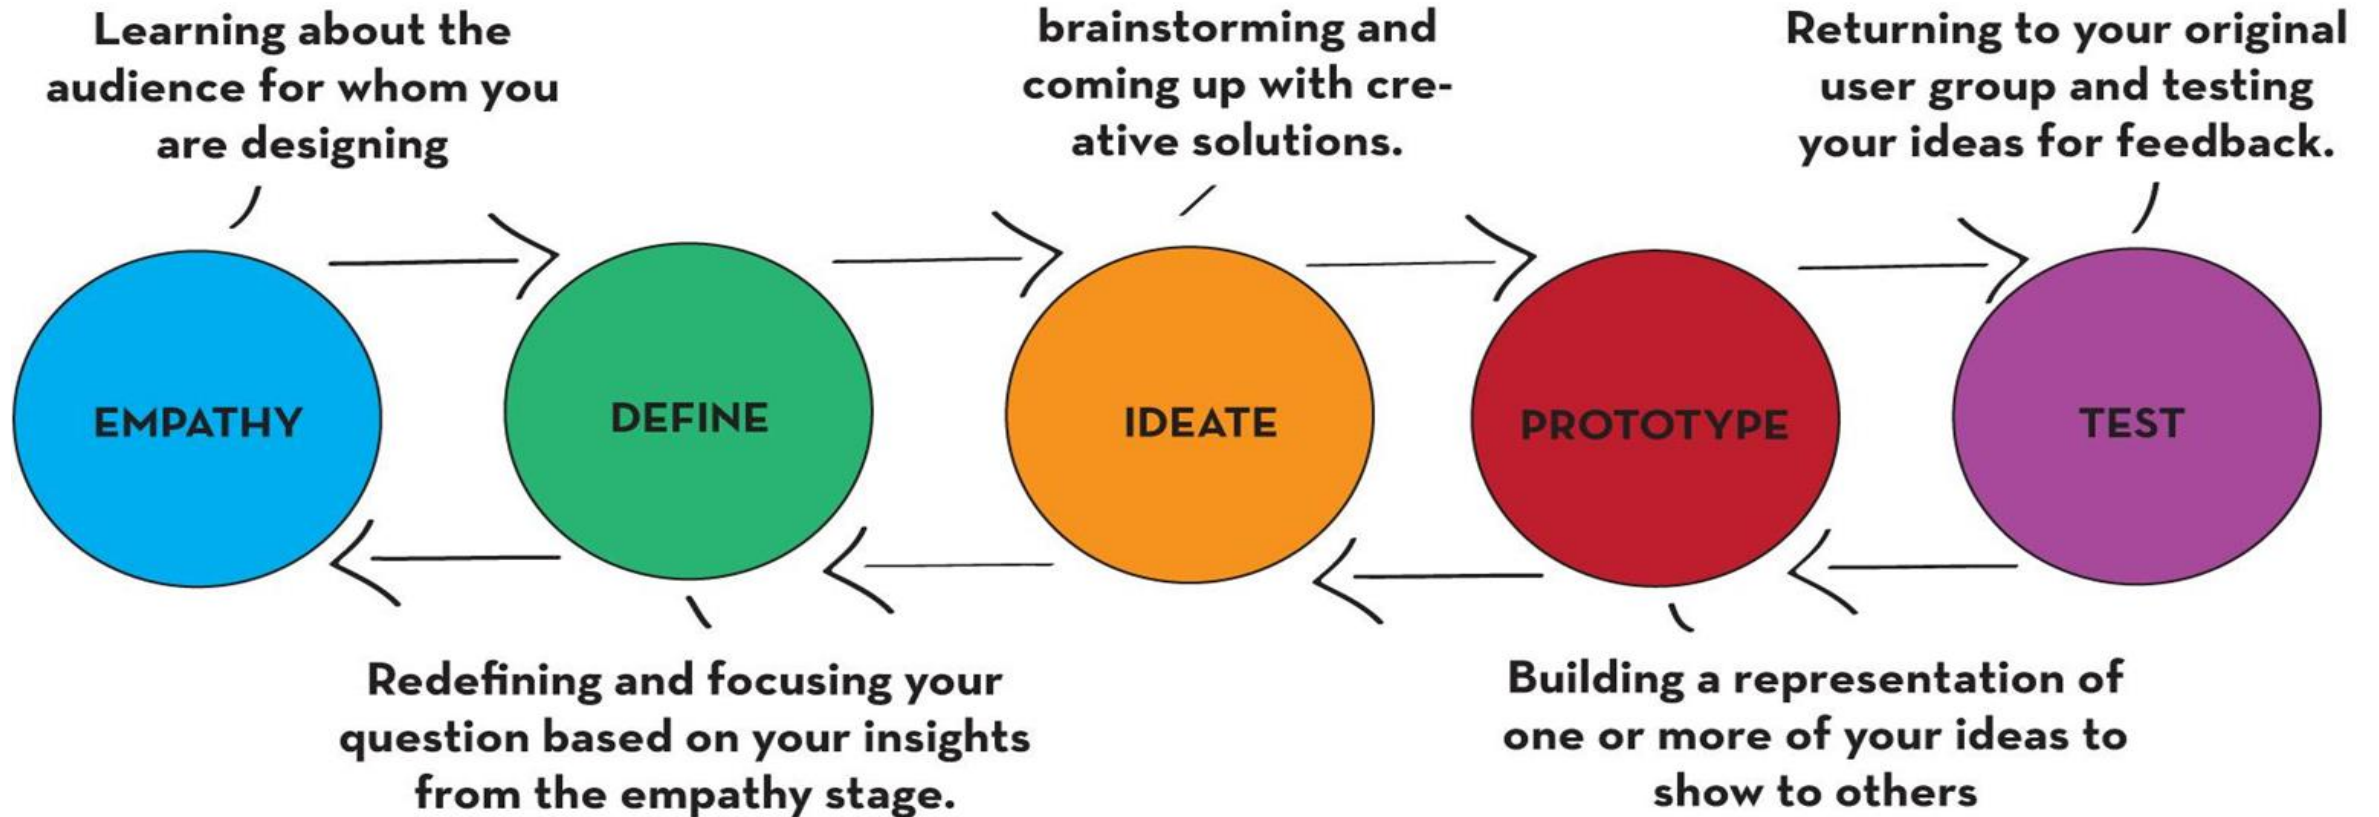 Learning about the
audience for whom you
are designing
brainstorming and
coming up with cre-
ative solutions.
Returning to your original
user group and testing
your ideas for feedback.
EMPATHY
DEFINE
IDEATE
PROTOTYPE
TEST
Redefining and focusing your
question based on your insights
from the empathy stage.
Building a representation of
one or more of your ideas to
show to others